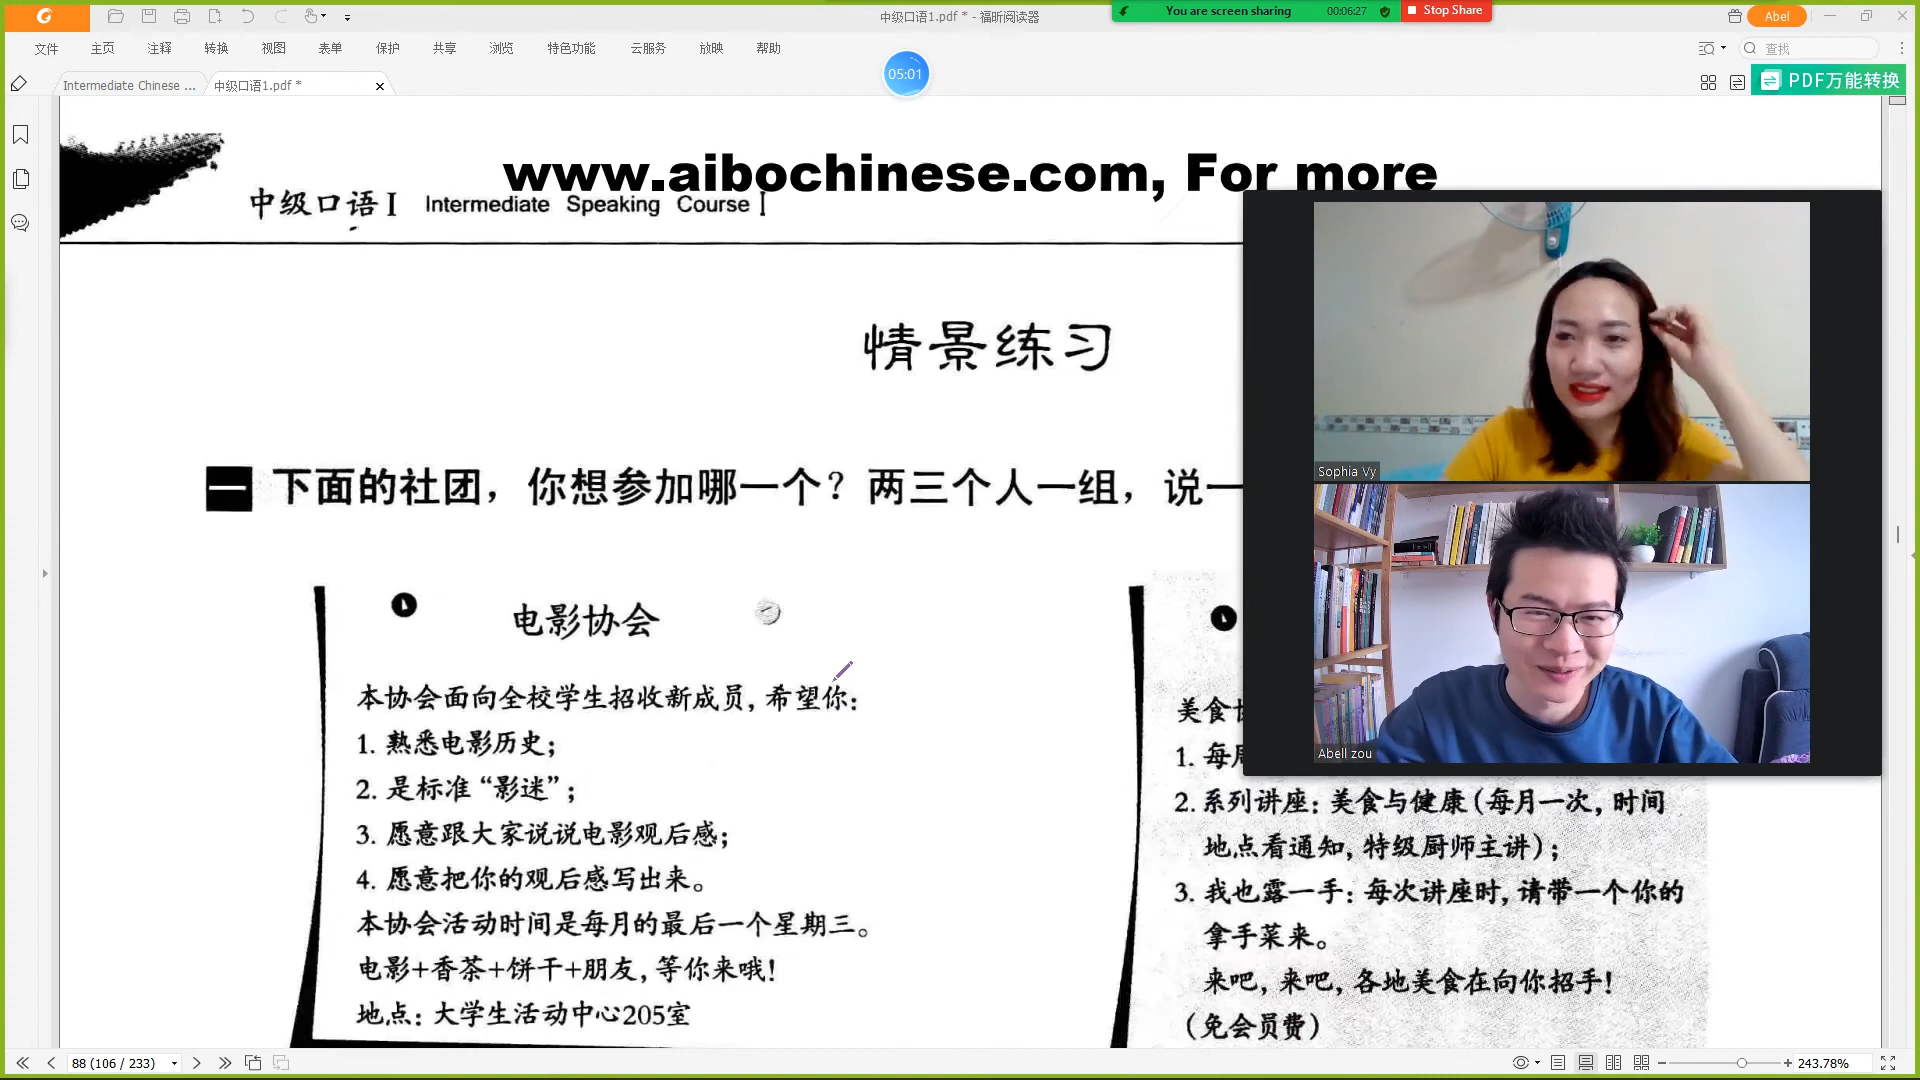 中级口语1.pdf * - 福昕阅读器
You are screen sharing
00:06:27
Stop Share
Abel
文件 主页 注释 转换 视图 表单 保护 共享 浏览 特色功能 云服务 放映 帮助
查找
05:01
Intermediate Chinese ...
中级口语1.pdf *
PDF万能转换
www.aibochinese.com, For more
中级口语 I Intermediate Speaking Course I
情景练习
一 下面的社团，你想参加哪一个？两三个人一组，说一
电影协会
本协会面向全校学生招收新成员，希望你：
1. 熟悉电影历史；
2. 是标准“影迷”；
3. 愿意跟大家说说电影观后感；
4. 愿意把你的观后感写出来。
本协会活动时间是每月的最后一个星期三。
电影+香茶+饼干+朋友，等你来哦！
地点：大学生活动中心205室
美食
1. 每
2. 系列讲座：美食与健康（每月一次，时间
地点看通知，特级厨师主讲）；
3. 我也露一手：每次讲座时，请带一个你的
拿手菜来。
来吧，来吧，各地美食在向你招手！
（免会员费）
Sophia Vy
Abell zou
88 (106 / 233)
243.78%